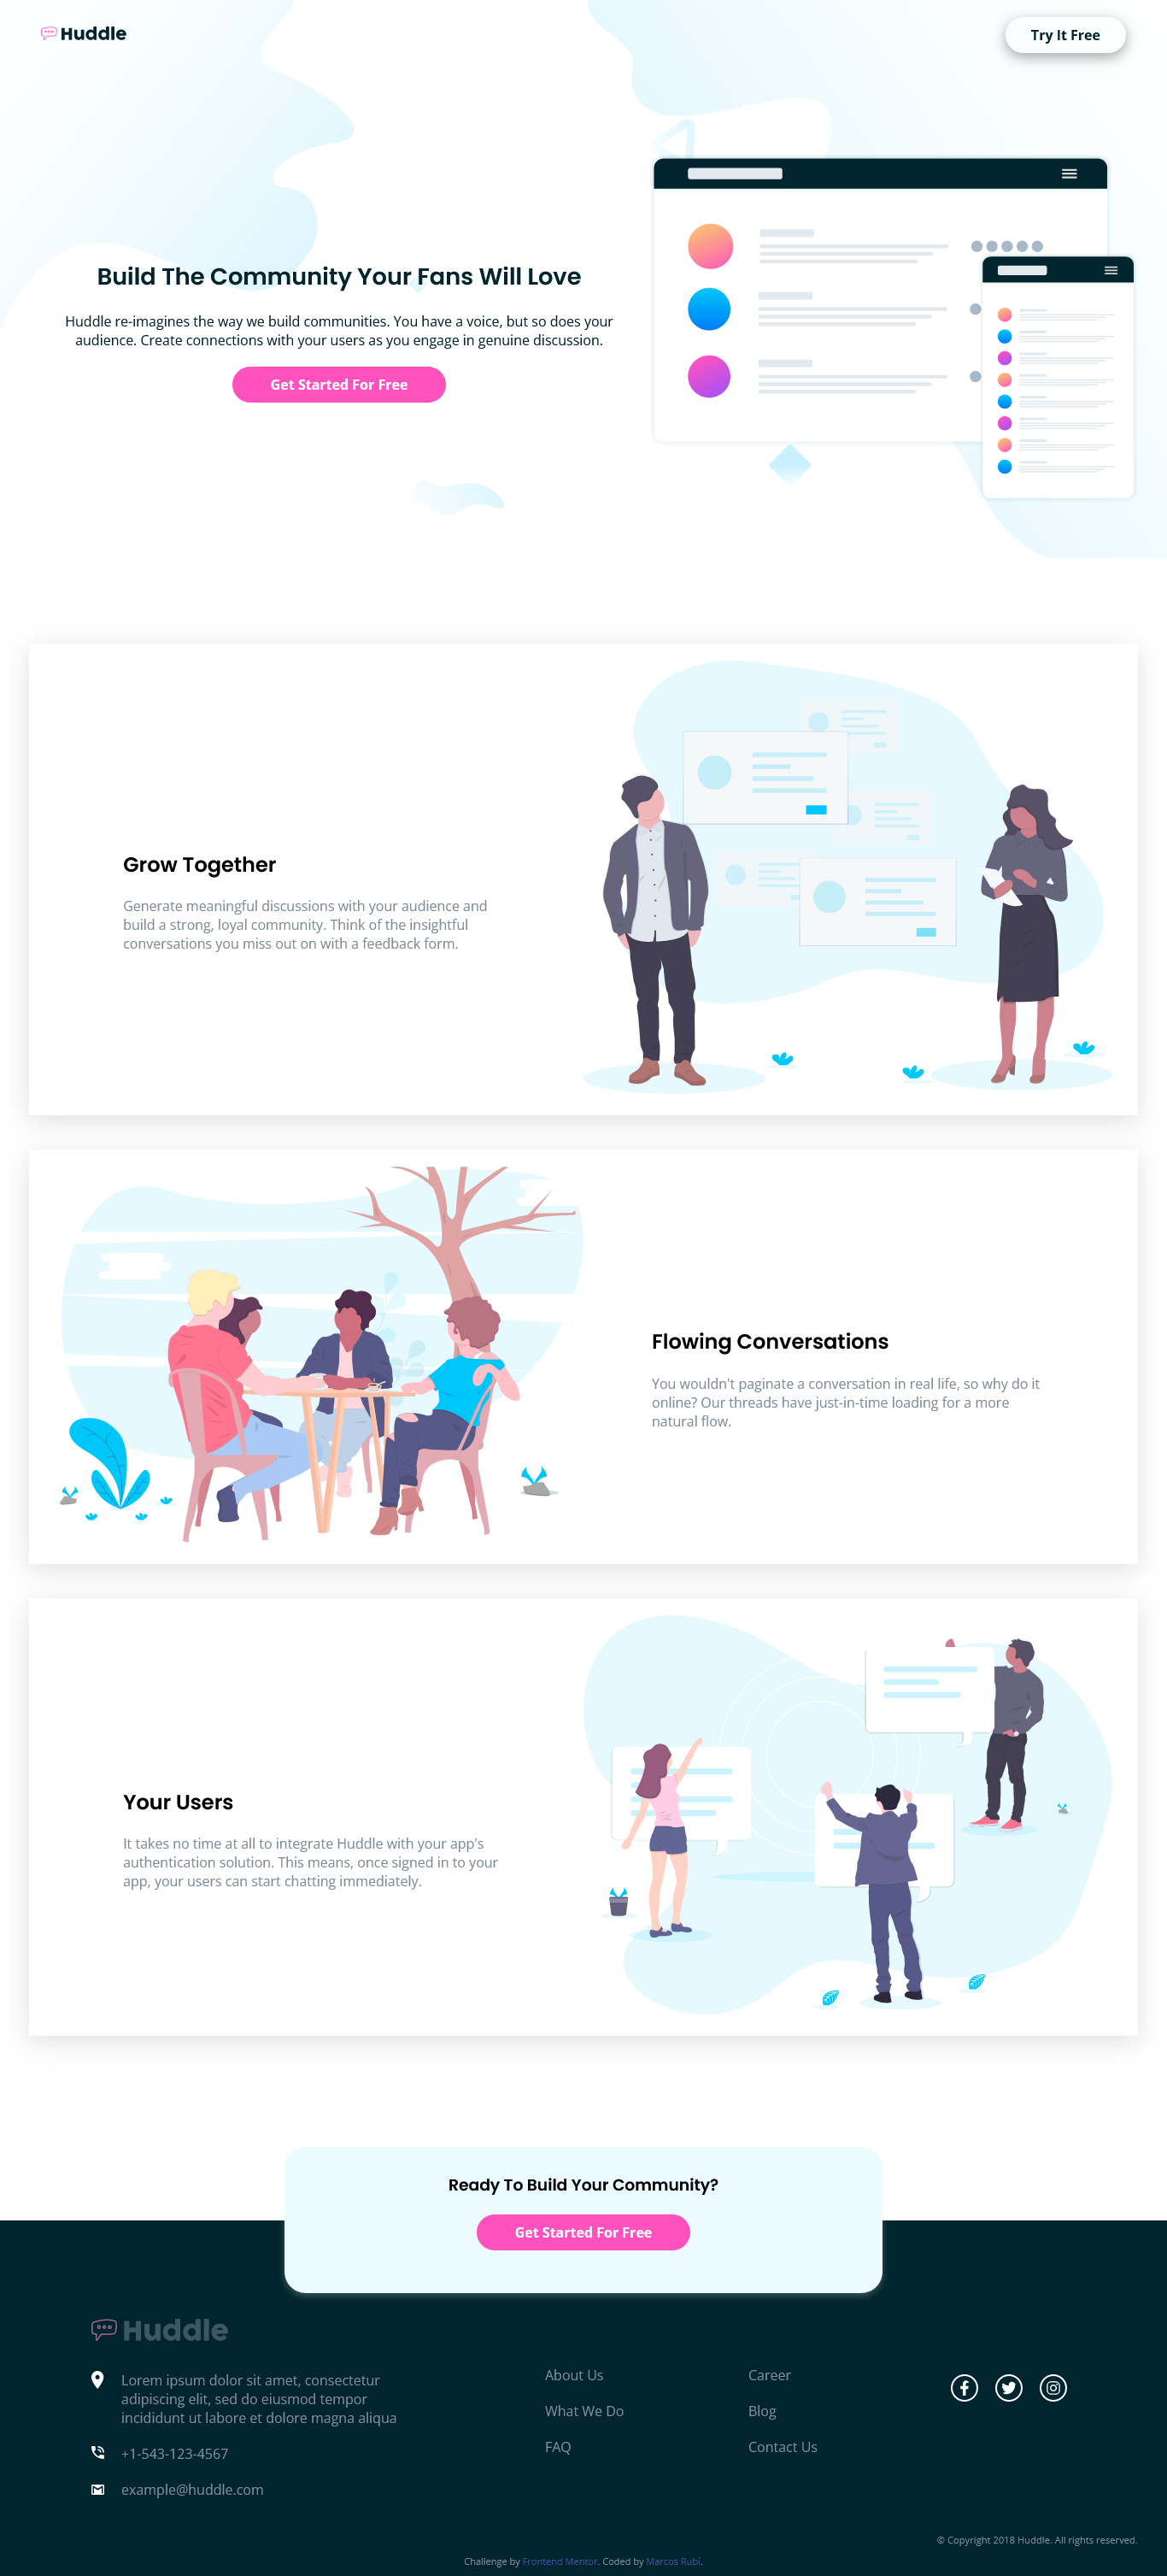 Huddle
Try It Free
Build The Community Your Fans Will Love
Huddle re-imagines the way we build communities. You have a voice, but so does your
audience. Create connections with your users as you engage in genuine discussion.
Get Started For Free
Grow Together
Generate meaningful discussions with your audience and
build a strong, loyal community. Think of the insightful
conversations you miss out on with a feedback form.
Flowing Conversations
You wouldn't paginate a conversation in real life, so why do it
online? Our threads have just-in-time loading for a more
natural flow.
Your Users
It takes no time at all to integrate Huddle with your app's
authentication solution. This means, once signed in to your
app, your users can start chatting immediately.
Ready To Build Your Community?
Get Started For Free
Huddle
Lorem ipsum dolor sit amet, consectetur
adipiscing elit, sed do eiusmod tempor
incididunt ut labore et dolore magna aliqua
+1-543-123-4567
example@huddle.com
About Us
What We Do
FAQ
Career
Blog
Contact Us
© Copyright 2018 Huddle. All rights reserved.
Challenge by Frontend Mentor. Coded by Marcos Rubí.